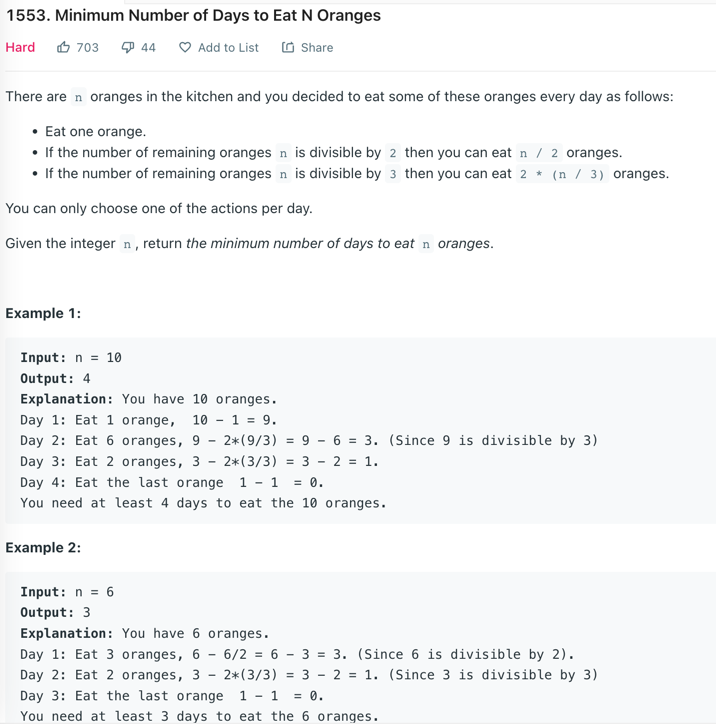 1553. Minimum Number of Days to Eat N Oranges
Hard 703 44 Add to List Share
There are n oranges in the kitchen and you decided to eat some of these oranges every day as follows:
• Eat one orange.
• If the number of remaining oranges n is divisible by 2 then you can eat n / 2 oranges.
• If the number of remaining oranges n is divisible by 3 then you can eat 2 * (n / 3) oranges.
You can only choose one of the actions per day.
Given the integer n, return the minimum number of days to eat n oranges.
Example 1:
Input: n = 10
Output: 4
Explanation: You have 10 oranges.
Day 1: Eat 1 orange,  10 - 1 = 9.
Day 2: Eat 6 oranges, 9 - 2*(9/3) = 9 - 6 = 3. (Since 9 is divisible by 3)
Day 3: Eat 2 oranges, 3 - 2*(3/3) = 3 - 2 = 1.
Day 4: Eat the last orange  1 - 1  = 0.
You need at least 4 days to eat the 10 oranges.
Example 2:
Input: n = 6
Output: 3
Explanation: You have 6 oranges.
Day 1: Eat 3 oranges, 6 - 6/2 = 6 - 3 = 3. (Since 6 is divisible by 2).
Day 2: Eat 2 oranges, 3 - 2*(3/3) = 3 - 2 = 1. (Since 3 is divisible by 3)
Day 3: Eat the last orange  1 - 1  = 0.
You need at least 3 days to eat the 6 oranges.